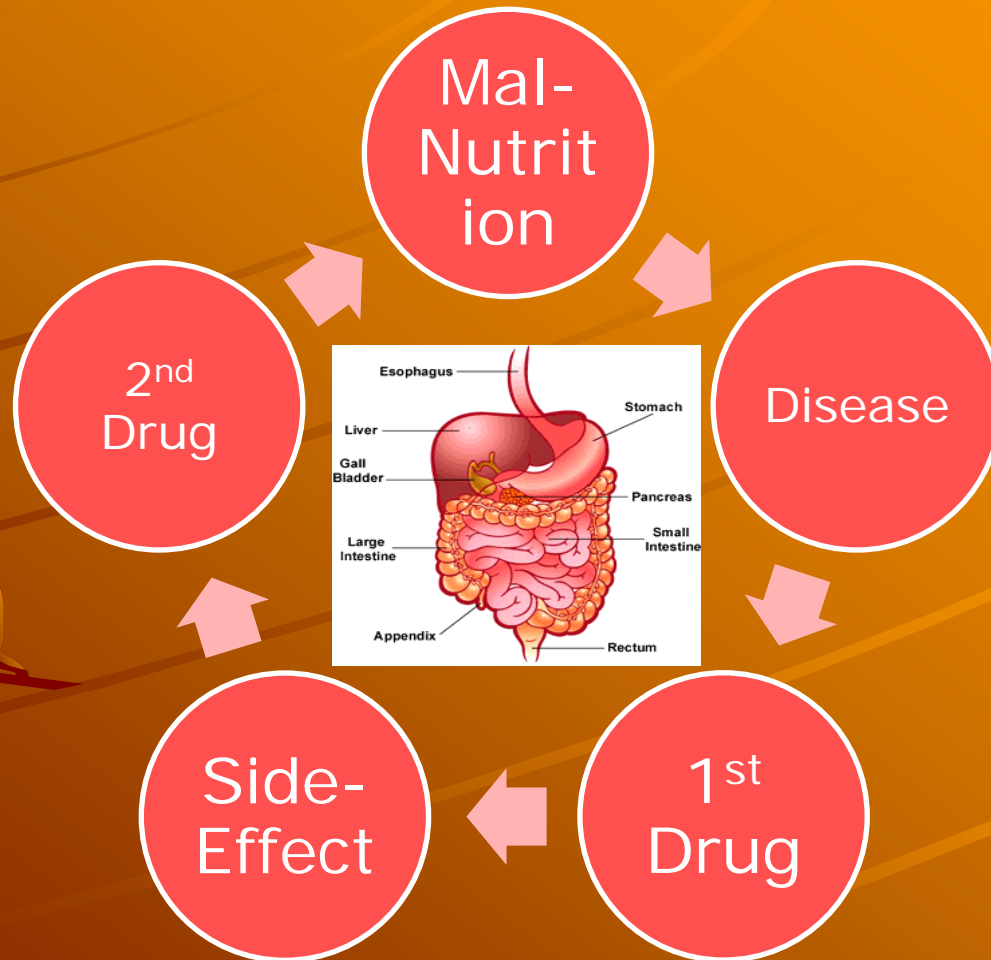 Mal-
Nutrit
ion
Disease
1st
Drug
Side-
Effect
2nd
Drug
Esophagus
Stomach
Liver
Gall
Bladder
Pancreas
Large
Intestine
Small
Intestine
Appendix
Rectum